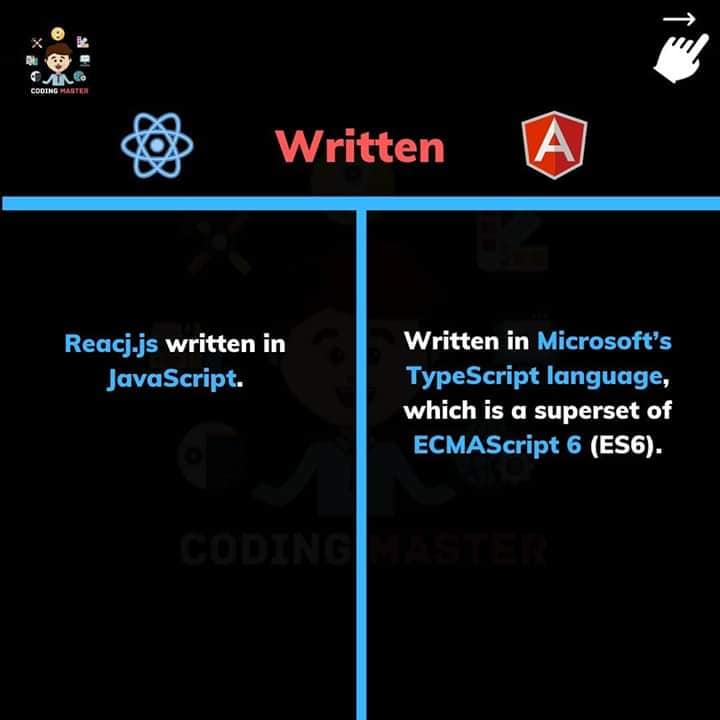 CODING MASTER
Written
Reacj.js written in
JavaScript.
Written in Microsoft's
TypeScript language,
which is a superset of
ECMAScript 6 (ES6).
CODING MASTER